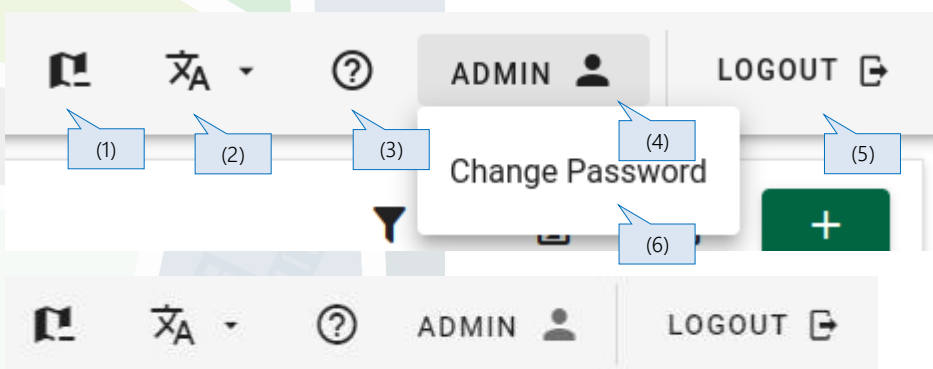 ADMIN LOGOUT
(1) (2) (3) (4) (5)
Change Password
(6)
ADMIN LOGOUT